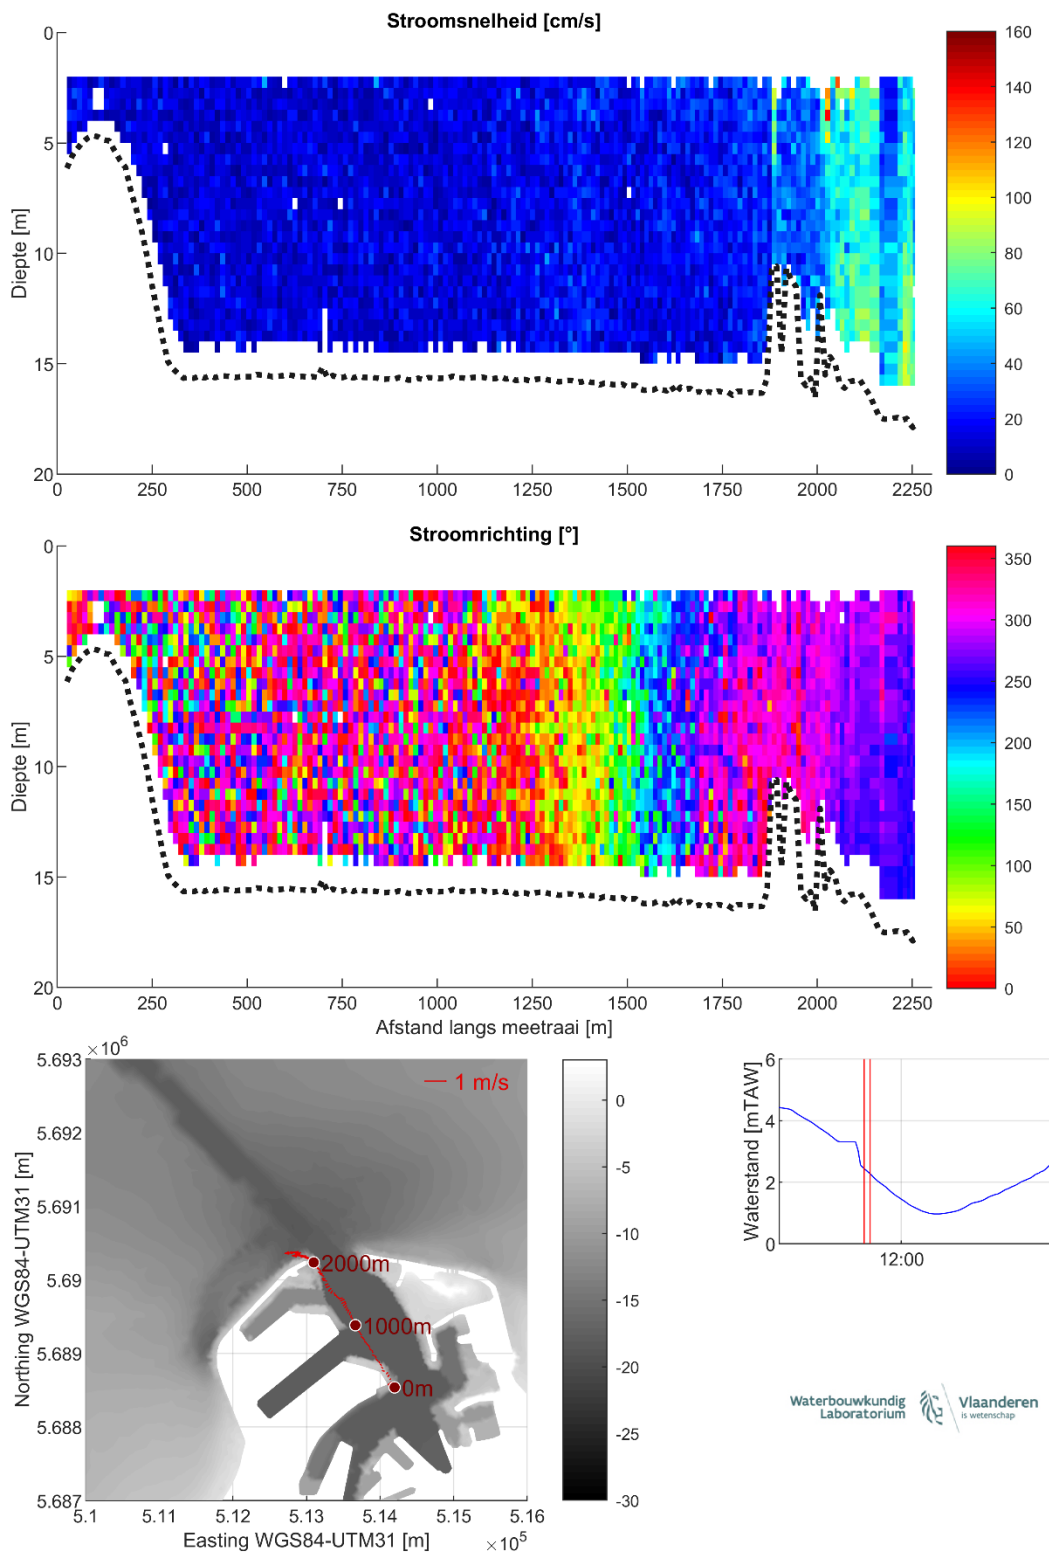 Stroomsnelheid [cm/s]
Diepte [m]
0
5
10
15
20
0 250 500 750 1000 1250 1500 1750 2000 2250
160
140
120
100
80
60
40
20
0
Stroomrichting [°]
Diepte [m]
0
5
10
15
20
0 250 500 750 1000 1250 1500 1750 2000 2250
Afstand langs meetraai [m]
350
300
250
200
150
100
50
0
×10⁶
5.693
5.692
5.691
5.69
5.689
5.688
5.687
Northing WGS84-UTM31 [m]
1 m/s
2000m
1000m
0m
5.1 5.11 5.12 5.13 5.14 5.15 5.16
Easting WGS84-UTM31 [m]
×10⁵
0
-5
-10
-15
-20
-25
-30
Waterstand [mTAW]
6
4
2
0
12:00
Waterbouwkundig
Laboratorium
Vlaanderen
is wetenschap